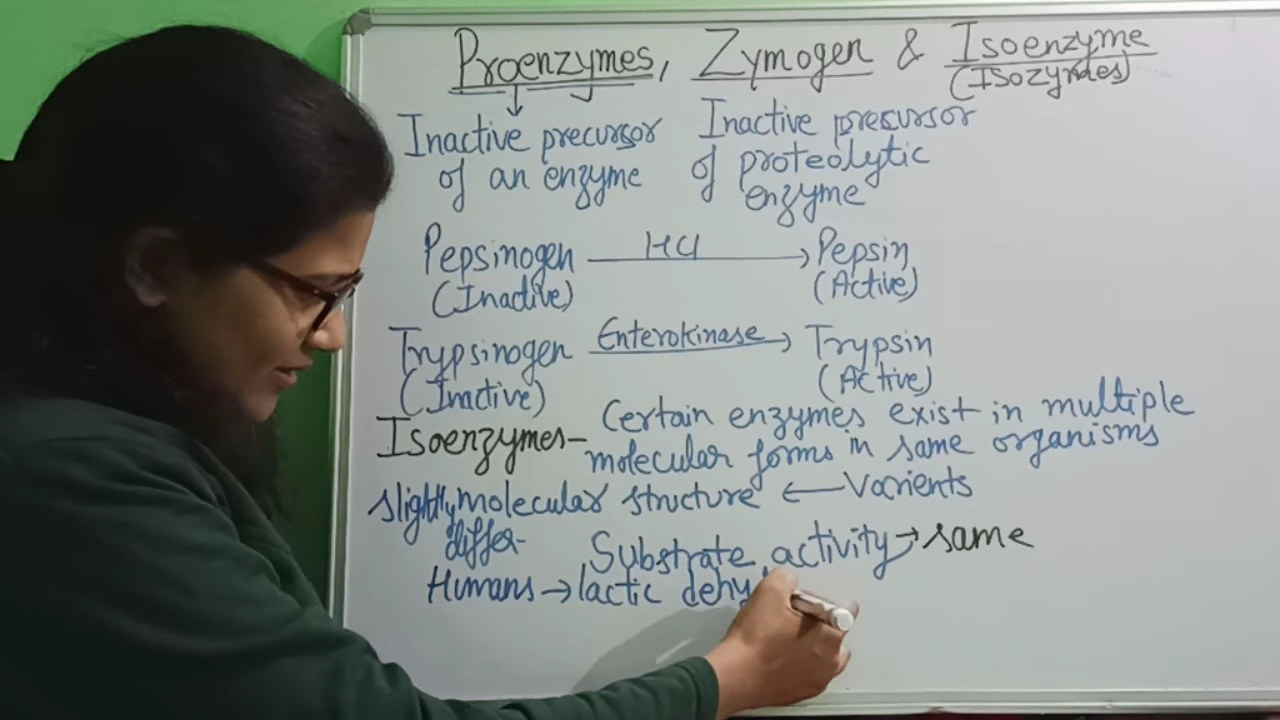 Proenzymes, Zymogen & Isoenzyme
(Isozymes)
Inactive precursor
of an enzyme
Inactive precursor
of proteolytic
enzyme
Pepsinogen HCl Pepsin
(Inactive) (Active)
Trypsinogen Enterokinase Trypsin
(Inactive) (Active)
Isoenzymes- Certain enzymes exist in multiple
molecular forms in same organisms
slightly molecular structure ← Varients
differ-
Substrate activity → same
Humans → lactic dehy